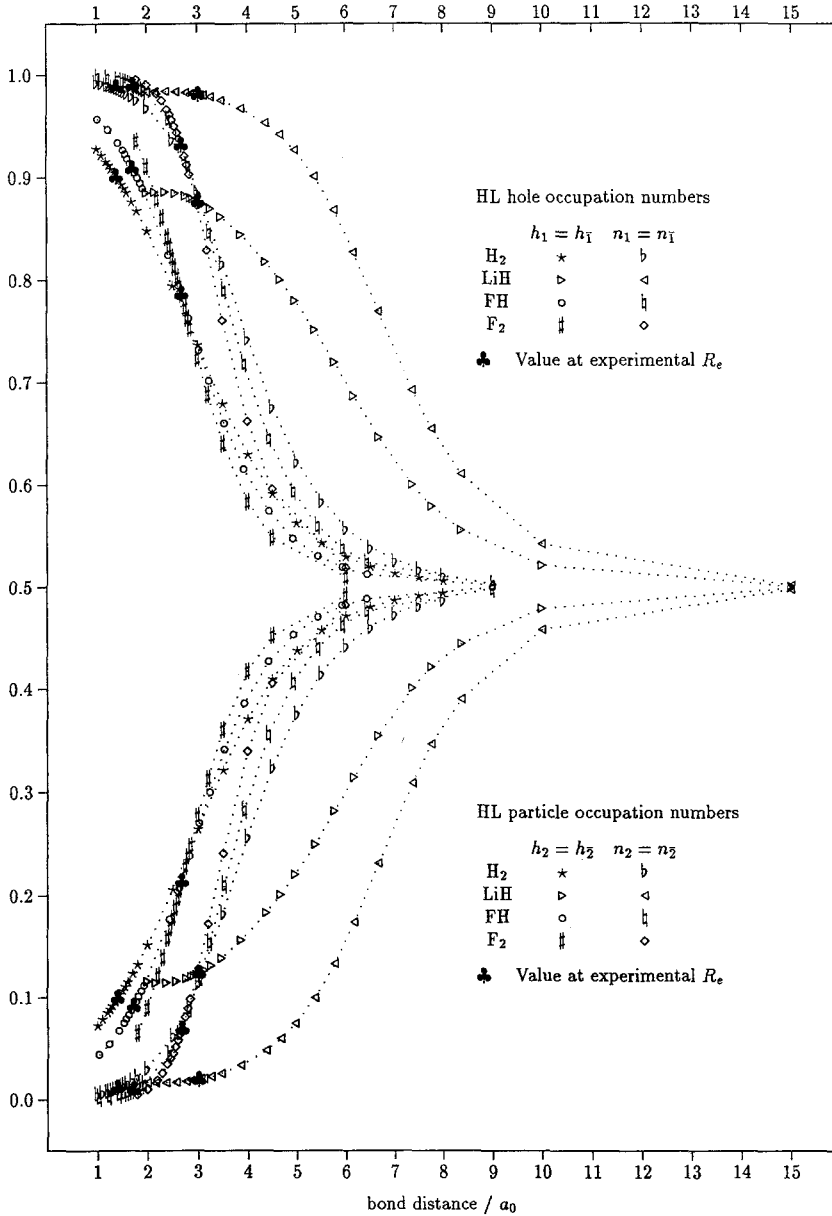 1 2 3 4 5 6 7 8 9 10 11 12 13 14 15
1.0
0.9
0.8
0.7
0.6
0.5
0.4
0.3
0.2
0.1
0.0
HL hole occupation numbers
h₁ = h₁̄ n₁ = n₁̄
H₂
LiH
FH
F₂
♣ Value at experimental Rₑ
HL particle occupation numbers
h₂ = h₂̄ n₂ = n₂̄
H₂
LiH
FH
F₂
♣ Value at experimental Rₑ
1 2 3 4 5 6 7 8 9 10 11 12 13 14 15
bond distance / a₀